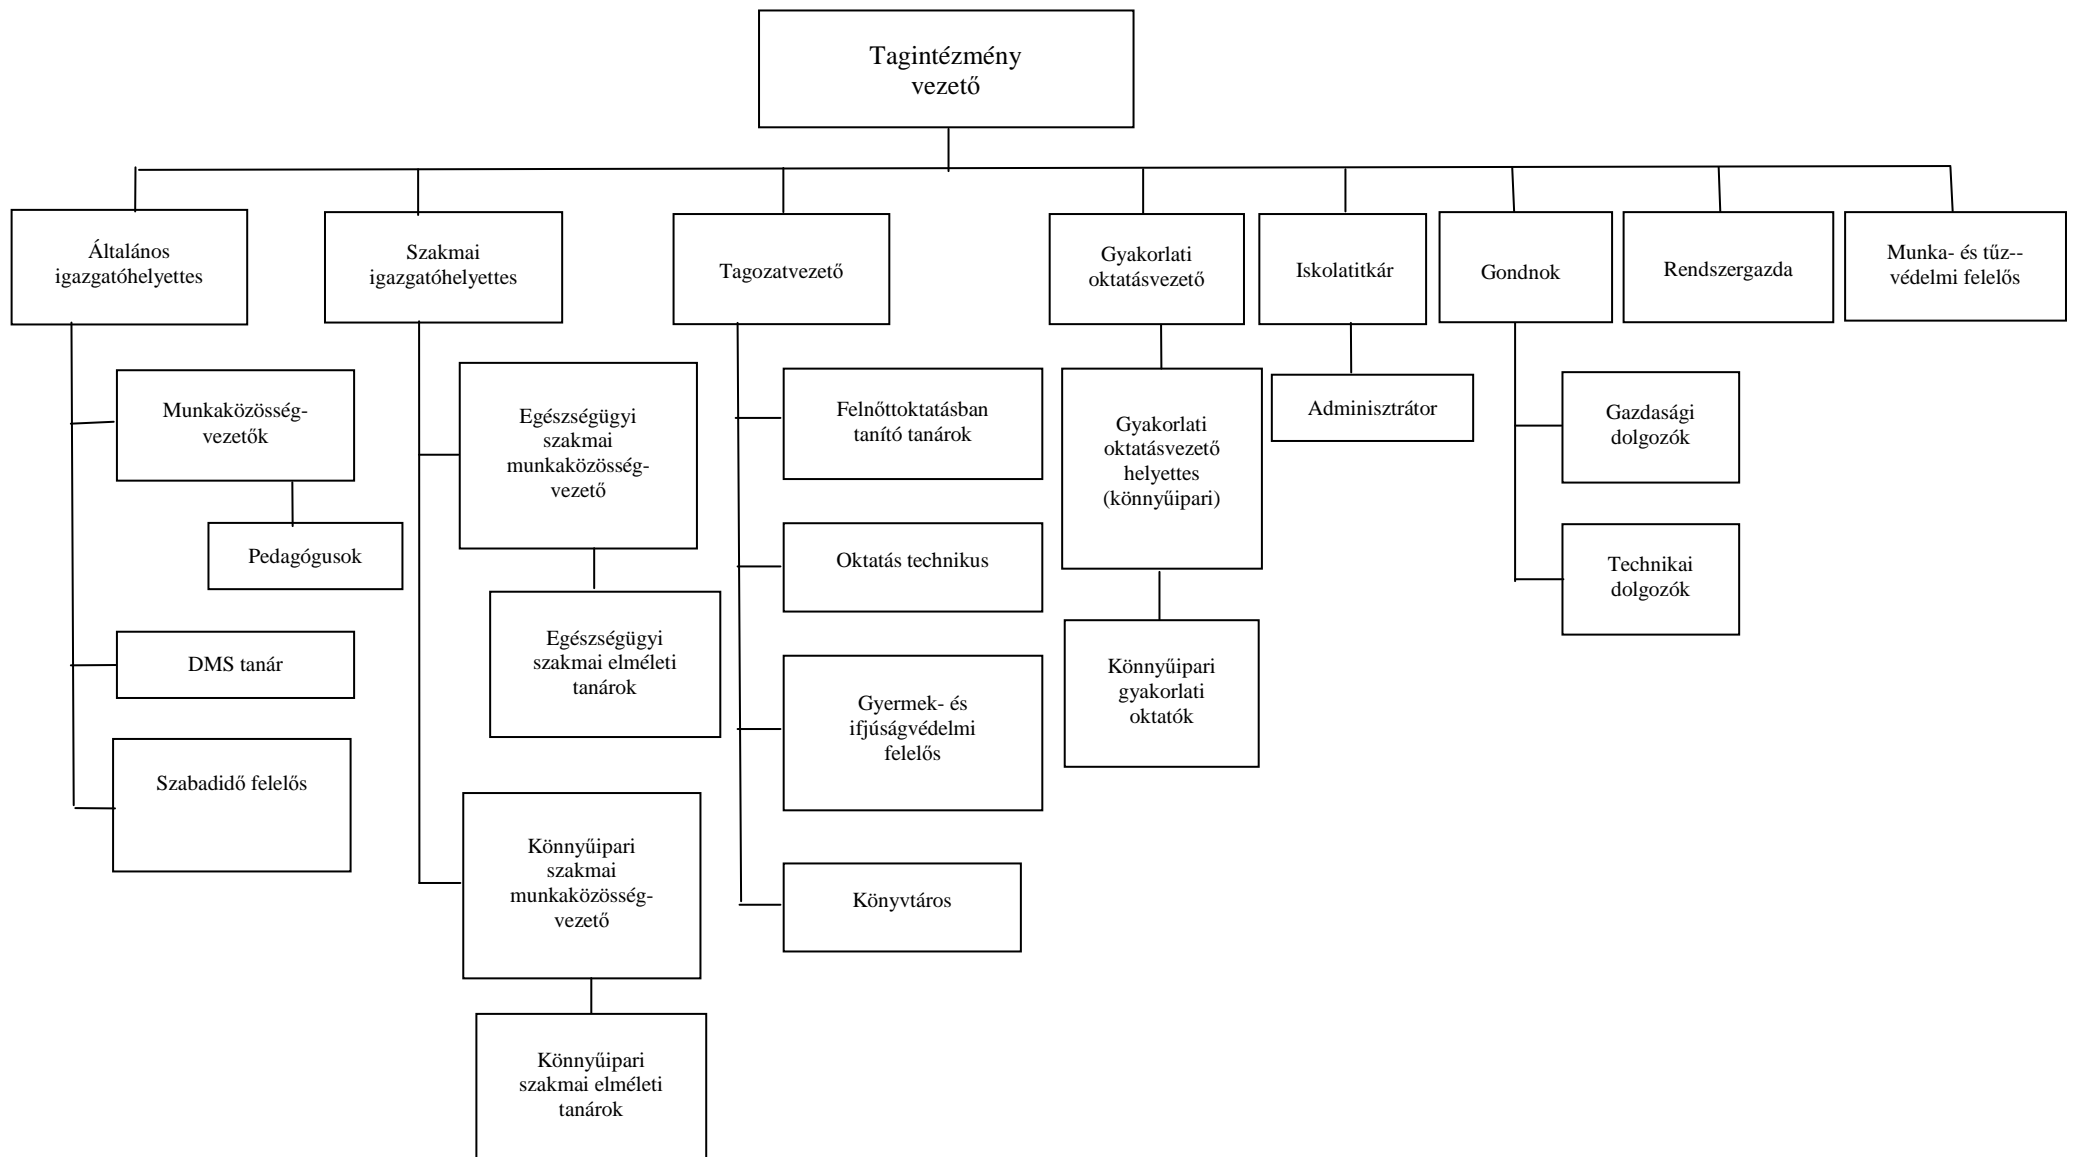 Tagintézmény
vezető
Általános
igazgatóhelyettes
Szakmai
igazgatóhelyettes
Tagozatvezető
Gyakorlati
oktatásvezető
Iskolatitkár
Gondnok
Rendszergazda
Munka- és tűz--
védelmi felelős
Munkaközösség-
vezetők
Pedagógusok
DMS tanár
Szabadidő felelős
Egészségügyi
szakmai
munkaközösség-
vezető
Egészségügyi
szakmai elméleti
tanárok
Könnyűipari
szakmai
munkaközösség-
vezető
Könnyűipari
szakmai elméleti
tanárok
Felnőttoktatásban
tanító tanárok
Oktatás technikus
Gyermek- és
ifjúságvédelmi
felelős
Könyvtáros
Gyakorlati
oktatásvezető
helyettes
(könnyűipari)
Könnyűipari
gyakorlati
oktatók
Adminisztrátor
Gazdasági
dolgozók
Technikai
dolgozók